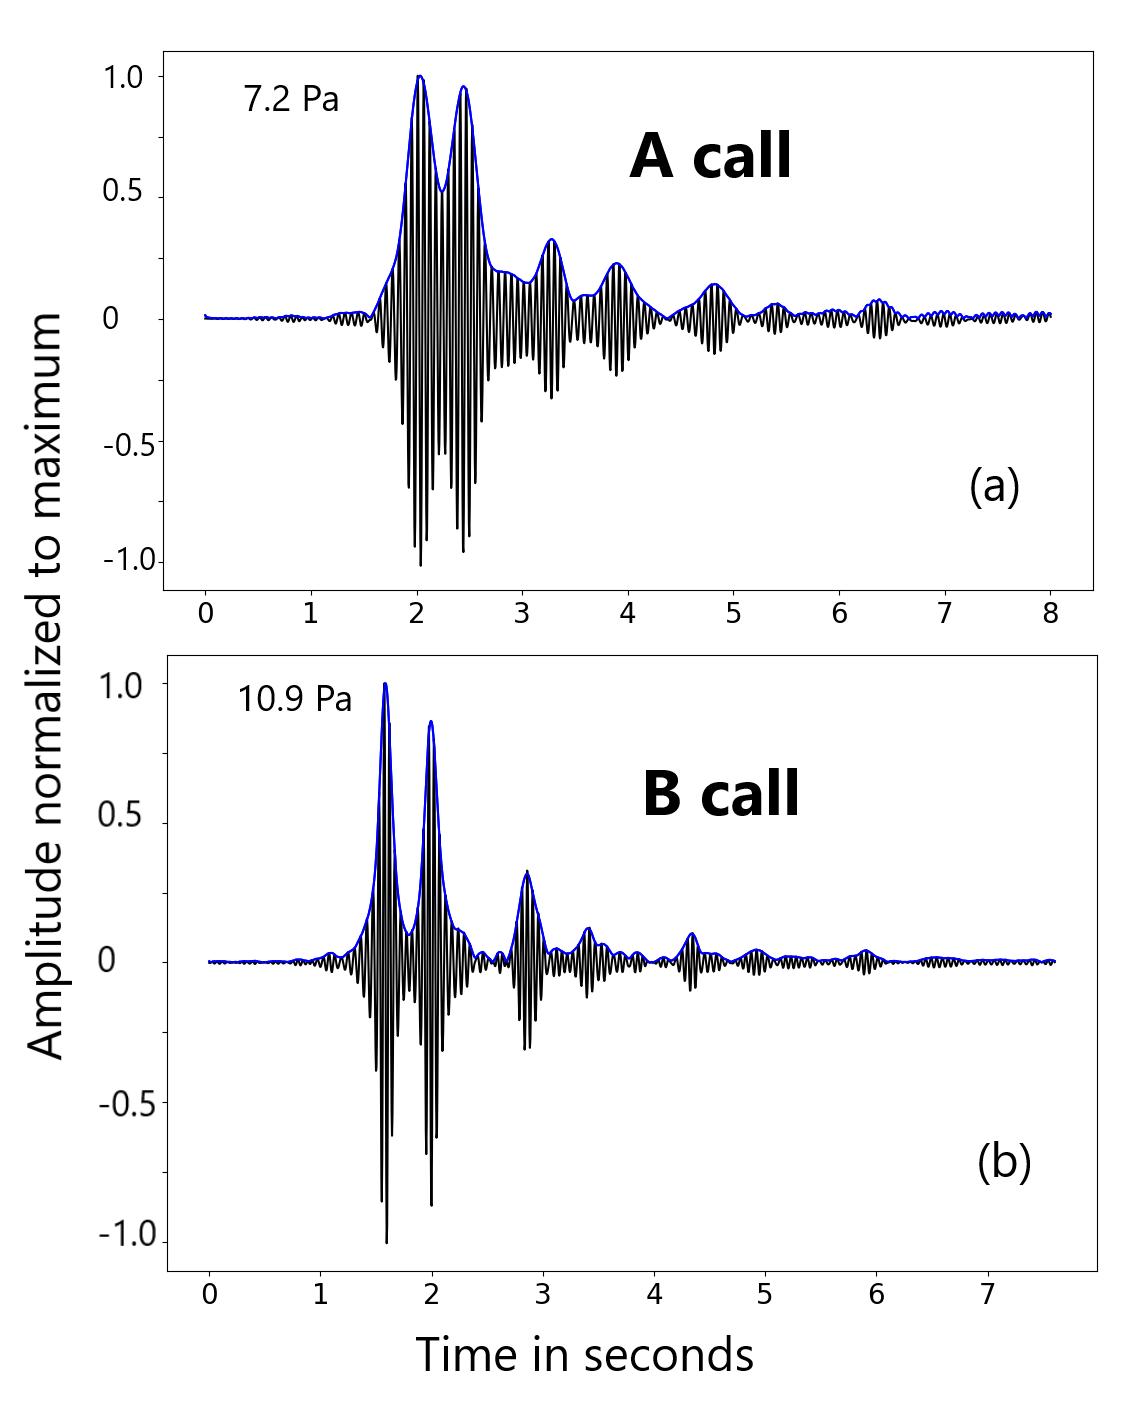 Amplitude normalized to maximum
1.0
7.2 Pa
A call
0.5
0
-0.5
(a)
-1.0
0 1 2 3 4 5 6 7 8
1.0
10.9 Pa
B call
0.5
0
-0.5
(b)
-1.0
0 1 2 3 4 5 6 7
Time in seconds